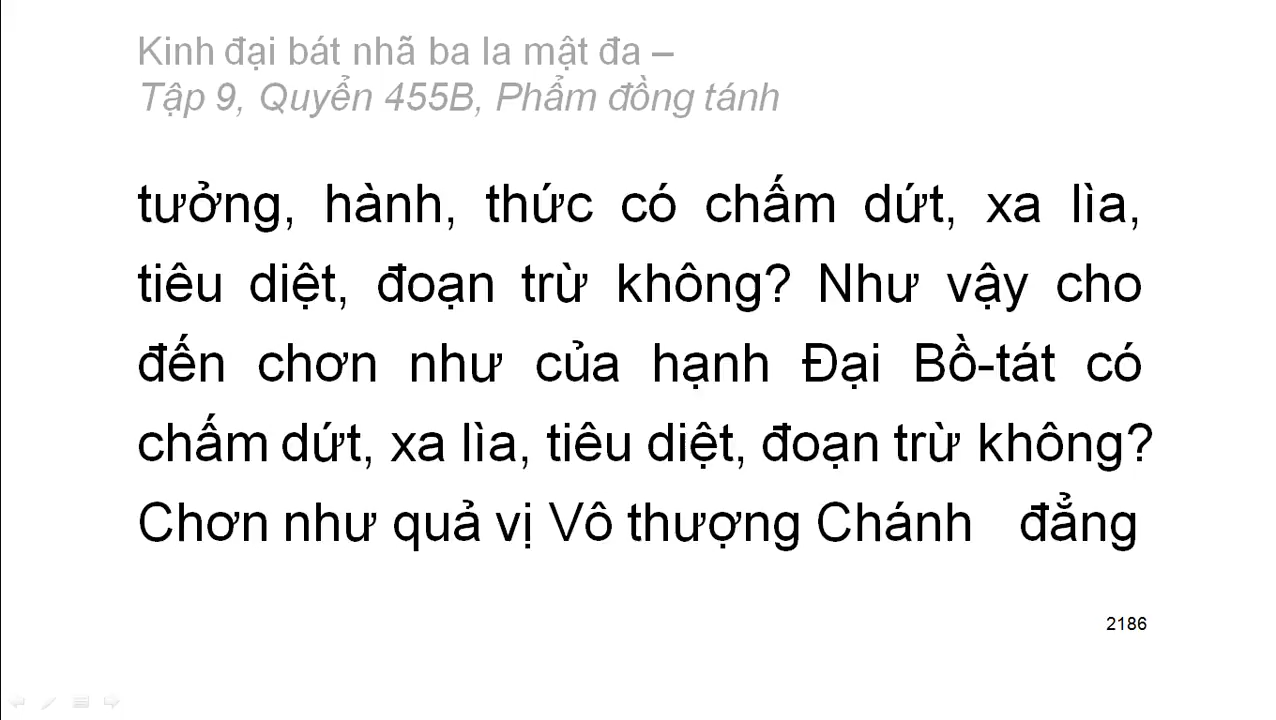 Kinh đại bát nhã ba la mật đa –
Tập 9, Quyển 455B, Phẩm đồng tánh
tưởng, hành, thức có chấm dứt, xa lìa,
tiêu diệt, đoạn trừ không? Như vậy cho
đến chơn như của hạnh Đại Bồ-tát có
chấm dứt, xa lìa, tiêu diệt, đoạn trừ không?
Chơn như quả vị Vô thượng Chánh đẳng
2186